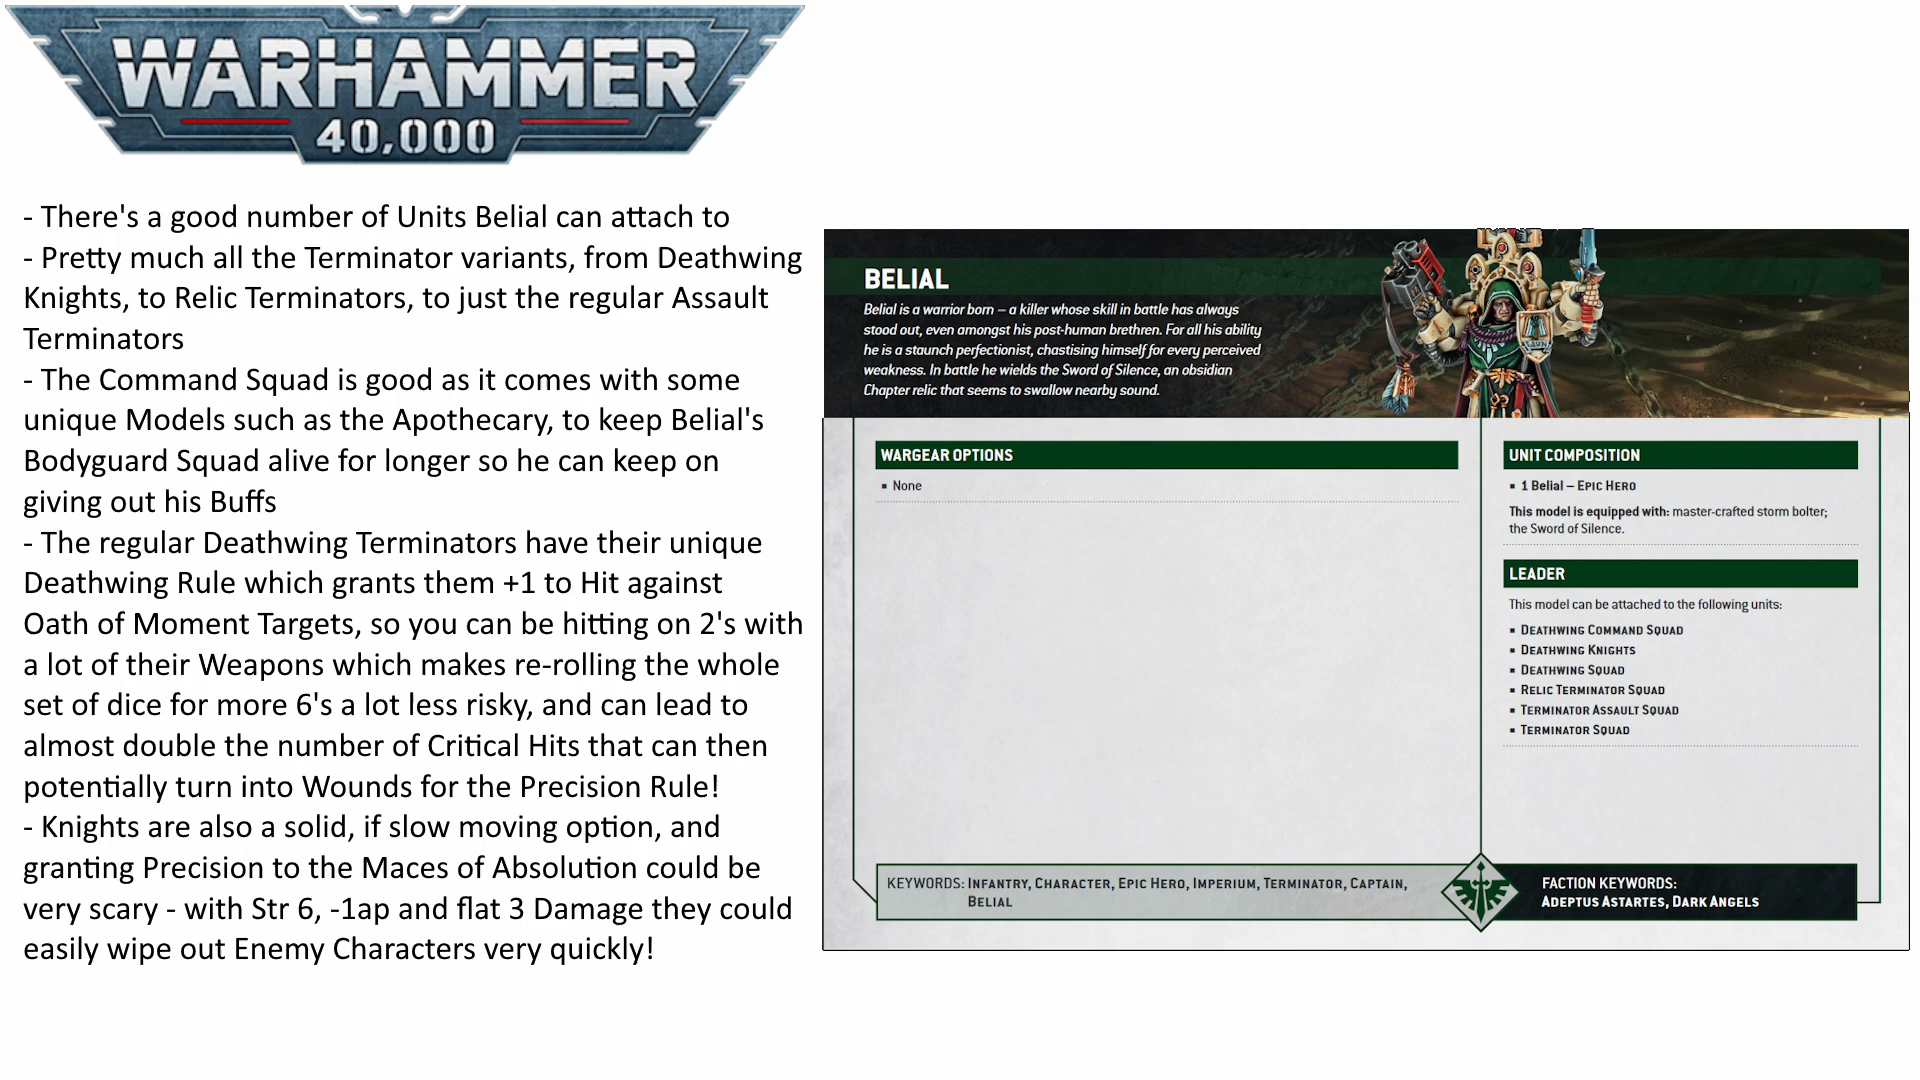 WARHAMMER
40,000
- There's a good number of Units Belial can attach to
- Pretty much all the Terminator variants, from Deathwing
Knights, to Relic Terminators, to just the regular Assault
Terminators
- The Command Squad is good as it comes with some
unique Models such as the Apothecary, to keep Belial's
Bodyguard Squad alive for longer so he can keep on
giving out his Buffs
- The regular Deathwing Terminators have their unique
Deathwing Rule which grants them +1 to Hit against
Oath of Moment Targets, so you can be hitting on 2's with
a lot of their Weapons which makes re-rolling the whole
set of dice for more 6's a lot less risky, and can lead to
almost double the number of Critical Hits that can then
potentially turn into Wounds for the Precision Rule!
- Knights are also a solid, if slow moving option, and
granting Precision to the Maces of Absolution could be
very scary - with Str 6, -1ap and flat 3 Damage they could
easily wipe out Enemy Characters very quickly!
BELIAL
Belial is a warrior born – a killer whose skill in battle has always
stood out, even amongst his post-human brethren. For all his ability
he is a staunch perfectionist, chastising himself for every perceived
weakness. In battle he wields the Sword of Silence, an obsidian
Chapter relic that seems to swallow nearby sound.
WARGEAR OPTIONS
▪ None
UNIT COMPOSITION
▪ 1 Belial – EPIC HERO
This model is equipped with: master-crafted storm bolter;
the Sword of Silence.
LEADER
This model can be attached to the following units:
▪ DEATHWING COMMAND SQUAD
▪ DEATHWING KNIGHTS
▪ DEATHWING SQUAD
▪ RELIC TERMINATOR SQUAD
▪ TERMINATOR ASSAULT SQUAD
▪ TERMINATOR SQUAD
KEYWORDS: INFANTRY, CHARACTER, EPIC HERO, IMPERIUM, TERMINATOR, CAPTAIN,
BELIAL
FACTION KEYWORDS:
ADEPTUS ASTARTES, DARK ANGELS